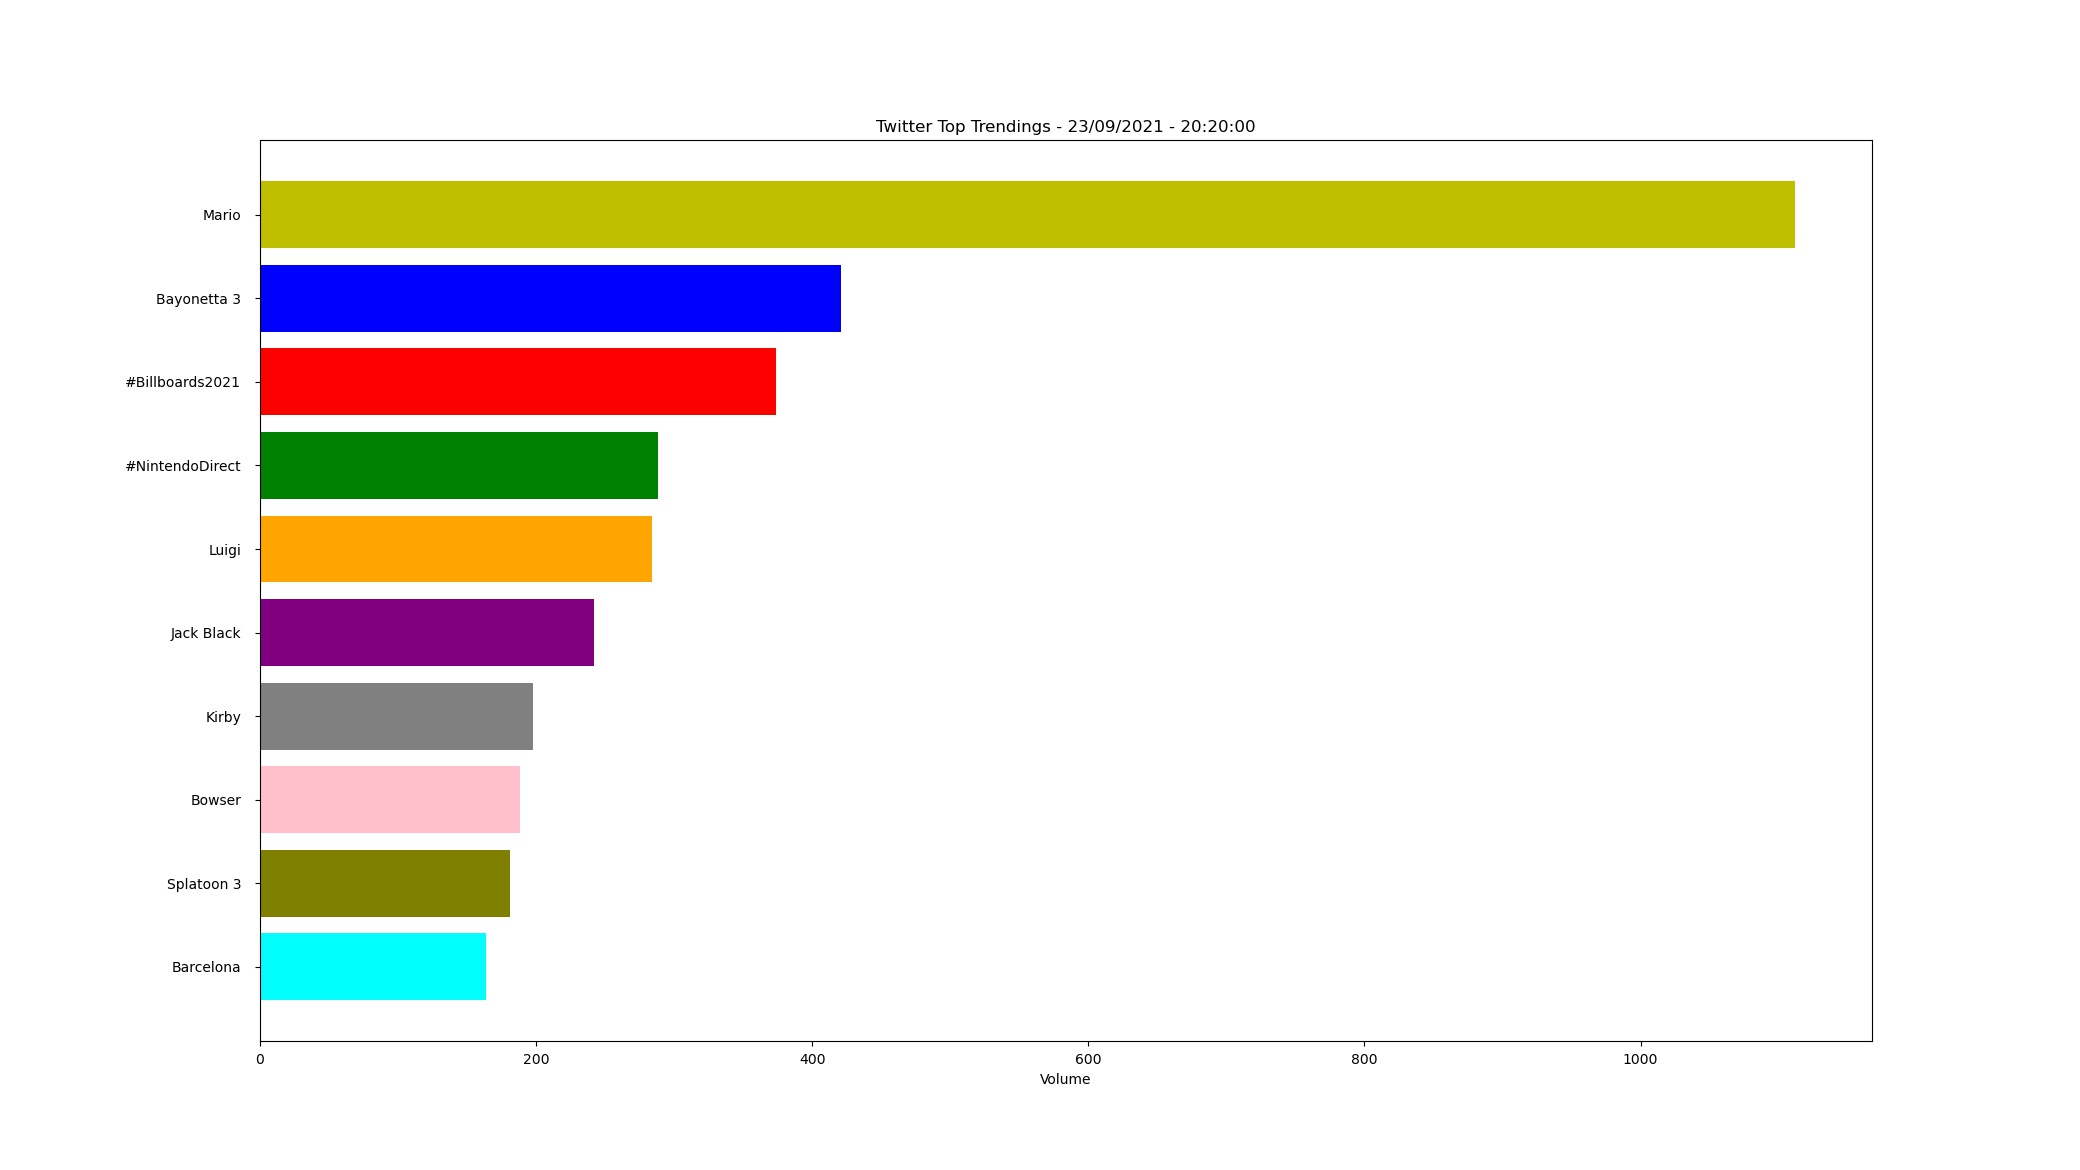 Twitter Top Trendings - 23/09/2021 - 20:20:00
Mario
Bayonetta 3
#Billboards2021
#NintendoDirect
Luigi
Jack Black
Kirby
Bowser
Splatoon 3
Barcelona
0 200 400 600 800 1000
Volume